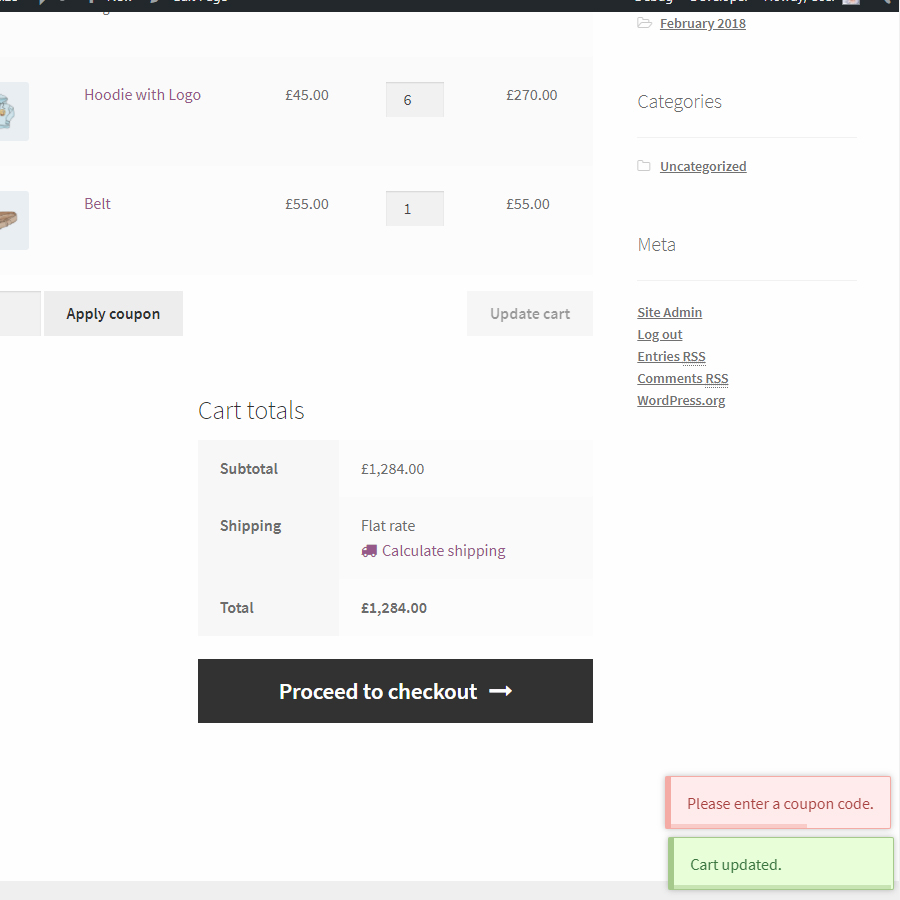 February 2018
Hoodie with Logo £45.00 6 £270.00
Categories
Uncategorized
Belt £55.00 1 £55.00
Meta
Apply coupon Update cart
Site Admin
Log out
Entries RSS
Comments RSS
WordPress.org
Cart totals
Subtotal £1,284.00
Shipping Flat rate
Calculate shipping
Total £1,284.00
Proceed to checkout
Please enter a coupon code.
Cart updated.